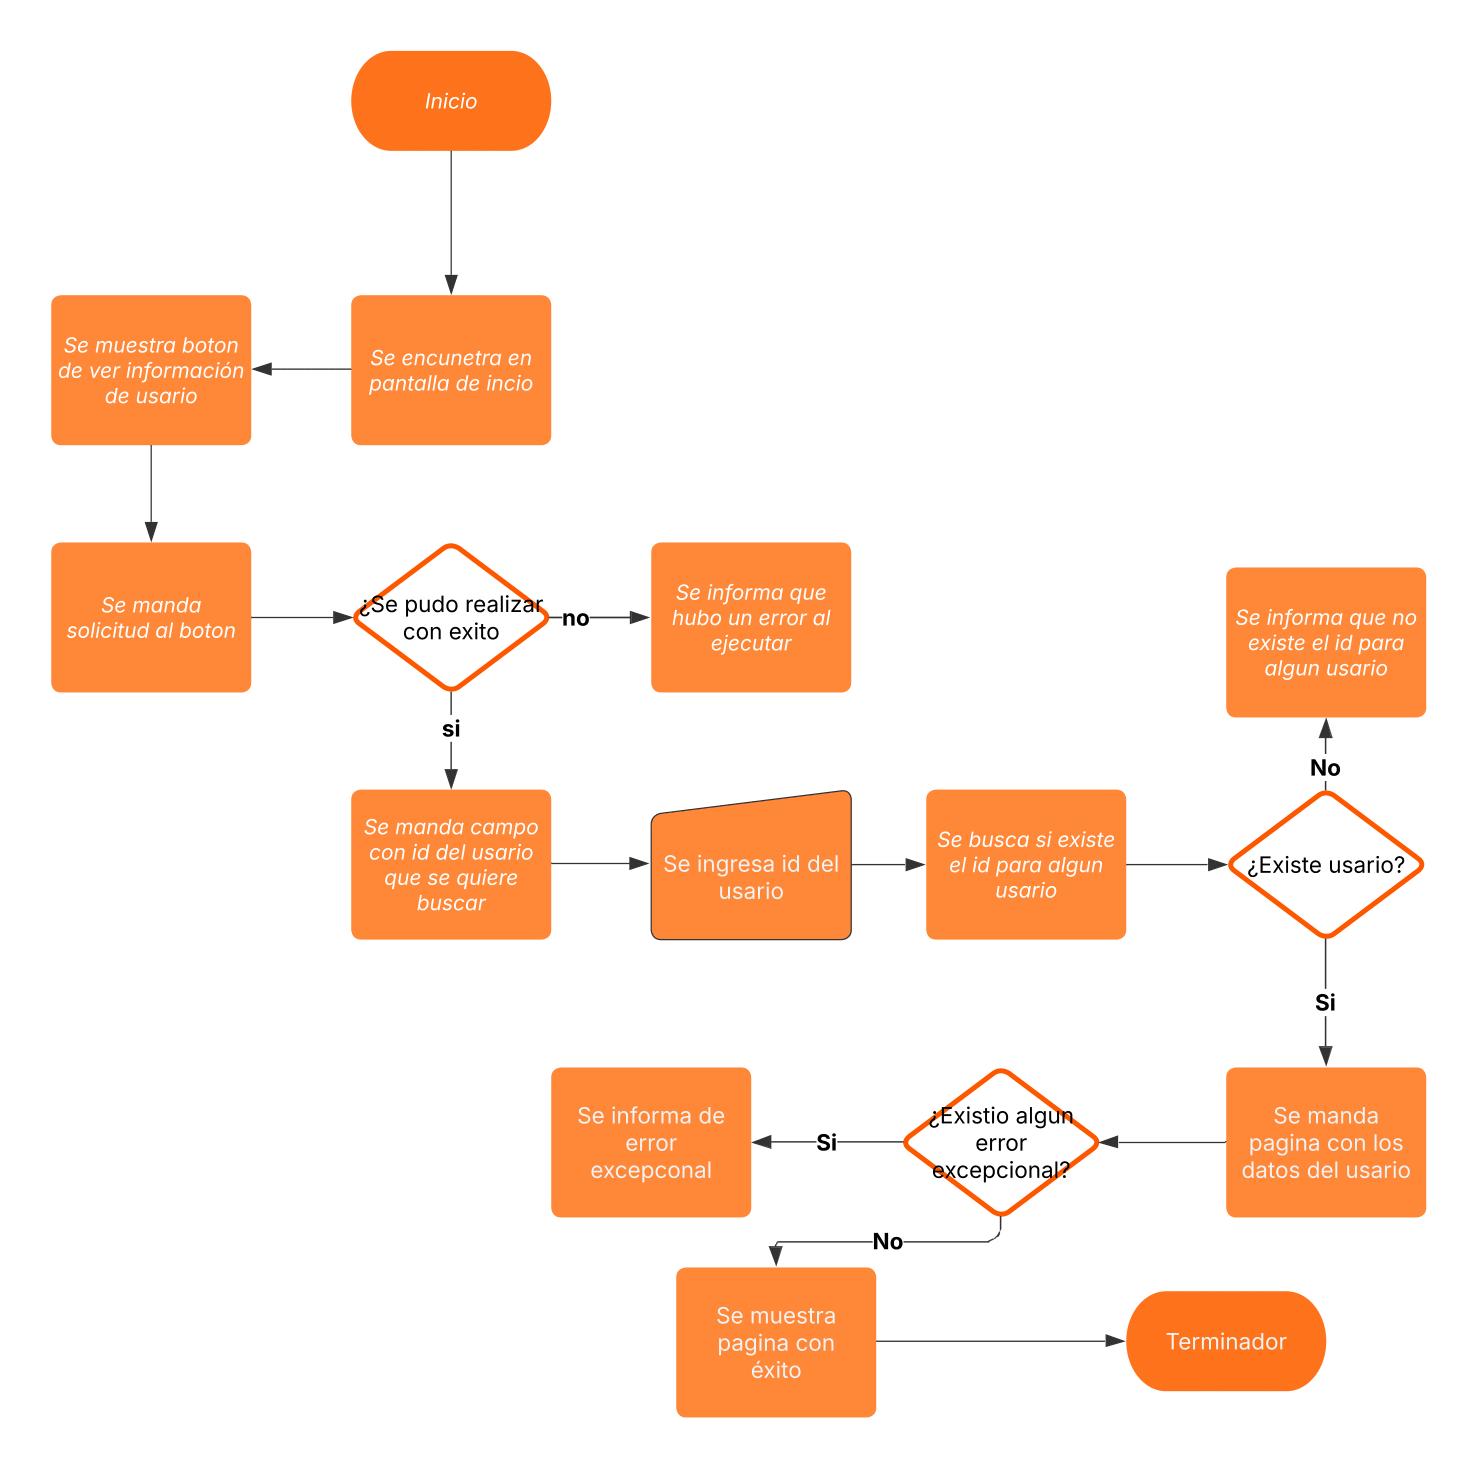 Inicio
Se muestra boton
de ver información
de usario
Se encunetra en
pantalla de incio
Se manda
solicitud al boton
¿Se pudo realizar
con exito
no
Se informa que
hubo un error al
ejecutar
Se informa que no
existe el id para
algun usario
si
No
Se manda campo
con id del usario
que se quiere
buscar
Se ingresa id del
usario
Se busca si existe
el id para algun
usario
¿Existe usario?
Si
Se informa de
error
excepconal
Si
¿Existio algun
error
excepcional?
Se manda
pagina con los
datos del usario
No
Se muestra
pagina con
éxito
Terminador